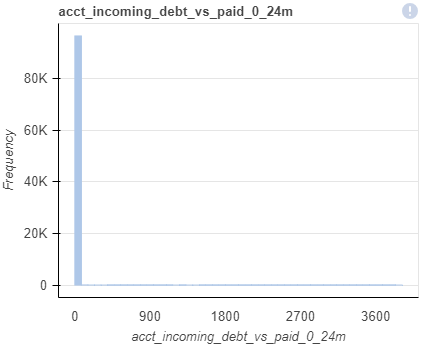 acct_incoming_debt_vs_paid_0_24m
!
80K
60K
40K
20K
0
Frequency
0 900 1800 2700 3600
acct_incoming_debt_vs_paid_0_24m